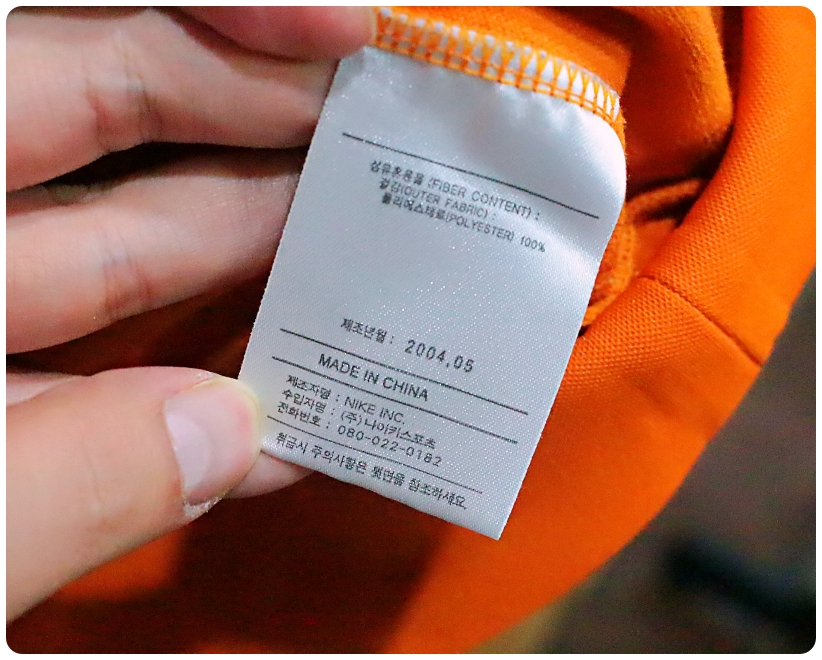 섬유혼용율 (FIBER CONTENT) :
겉감(OUTER FABRIC) :
폴리에스테르(POLYESTER) 100%
제조년월 : 2004,05
MADE IN CHINA
제조자명 : NIKE INC.
수입자명 : (주)나이키스포츠
전화번호 : 080-022-0182
취급시 주의사항은 뒷면을 참조하세요.